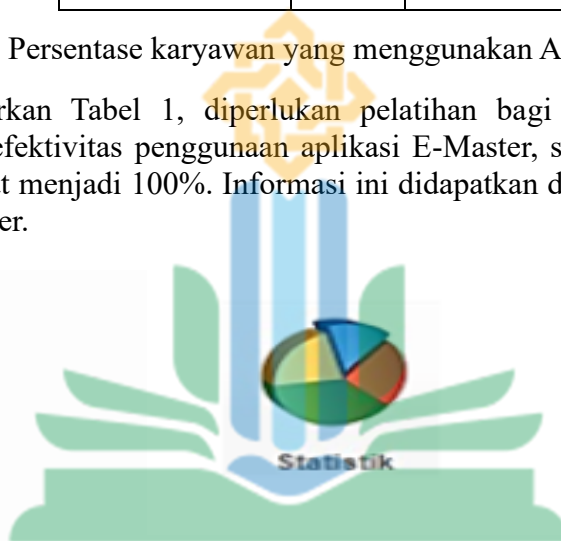 Persentase karyawan yang menggunakan A
rkan Tabel 1, diperlukan pelatihan bagi
efektivitas penggunaan aplikasi E-Master, s
t menjadi 100%. Informasi ini didapatkan d
er.
Statistik